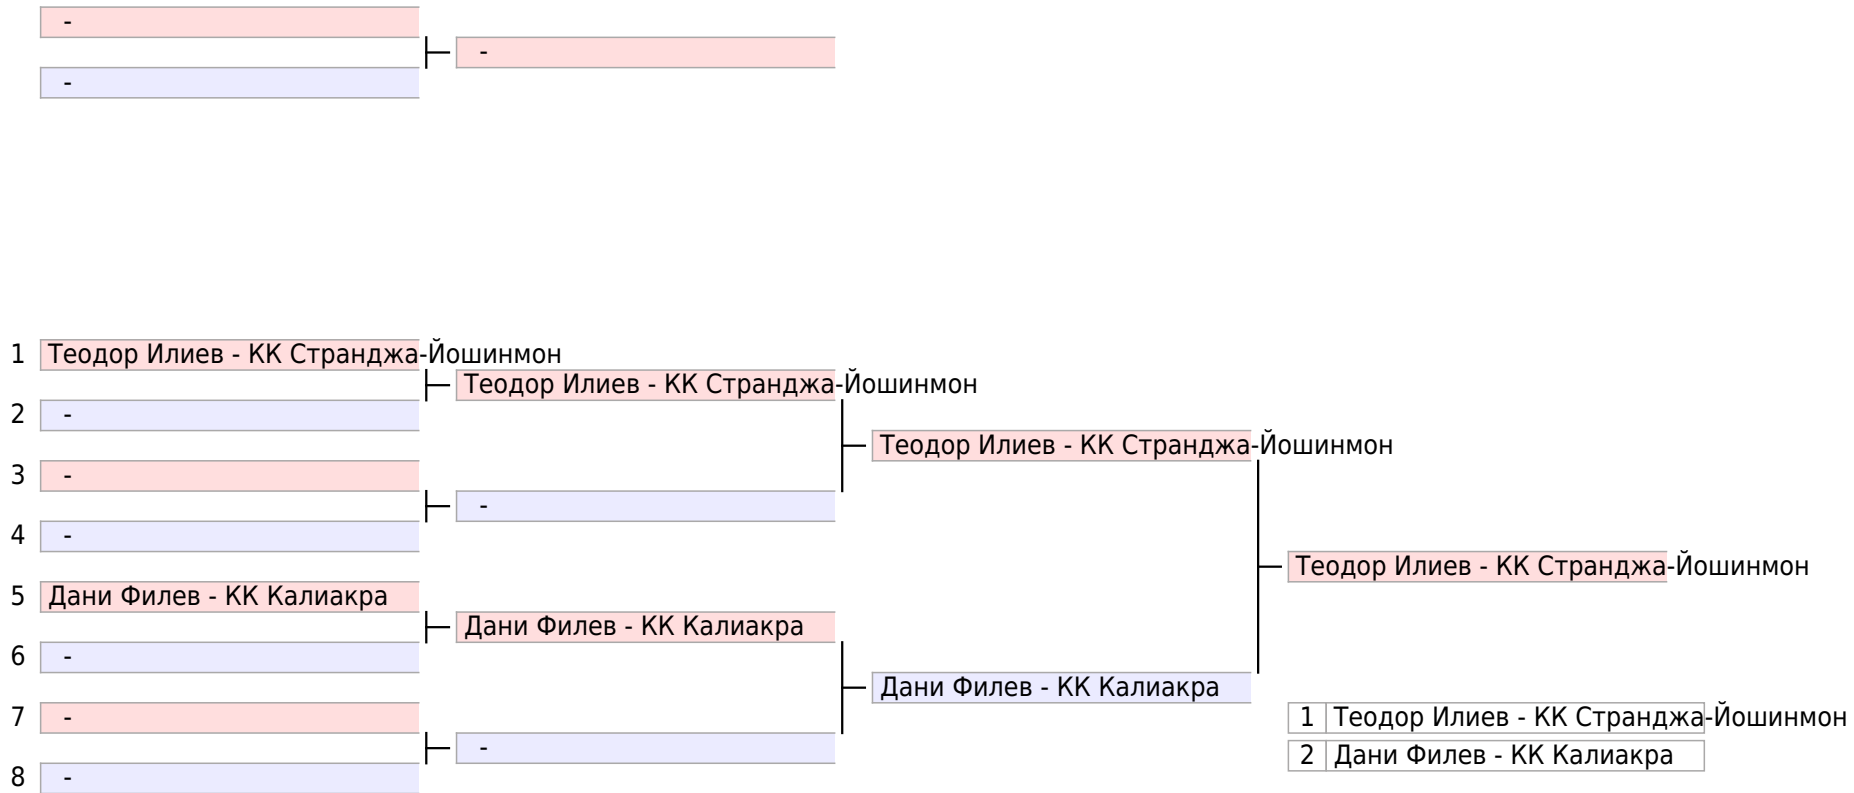 -
-
-
1 Теодор Илиев - КК Странджа-Йошинмон
Теодор Илиев - КК Странджа-Йошинмон
2 -
Теодор Илиев - КК Странджа-Йошинмон
3 -
-
4 -
Теодор Илиев - КК Странджа-Йошинмон
5 Дани Филев - КК Калиакра
Дани Филев - КК Калиакра
6 -
Дани Филев - КК Калиакра
7 -
1 Теодор Илиев - КК Странджа-Йошинмон
-
2 Дани Филев - КК Калиакра
8 -